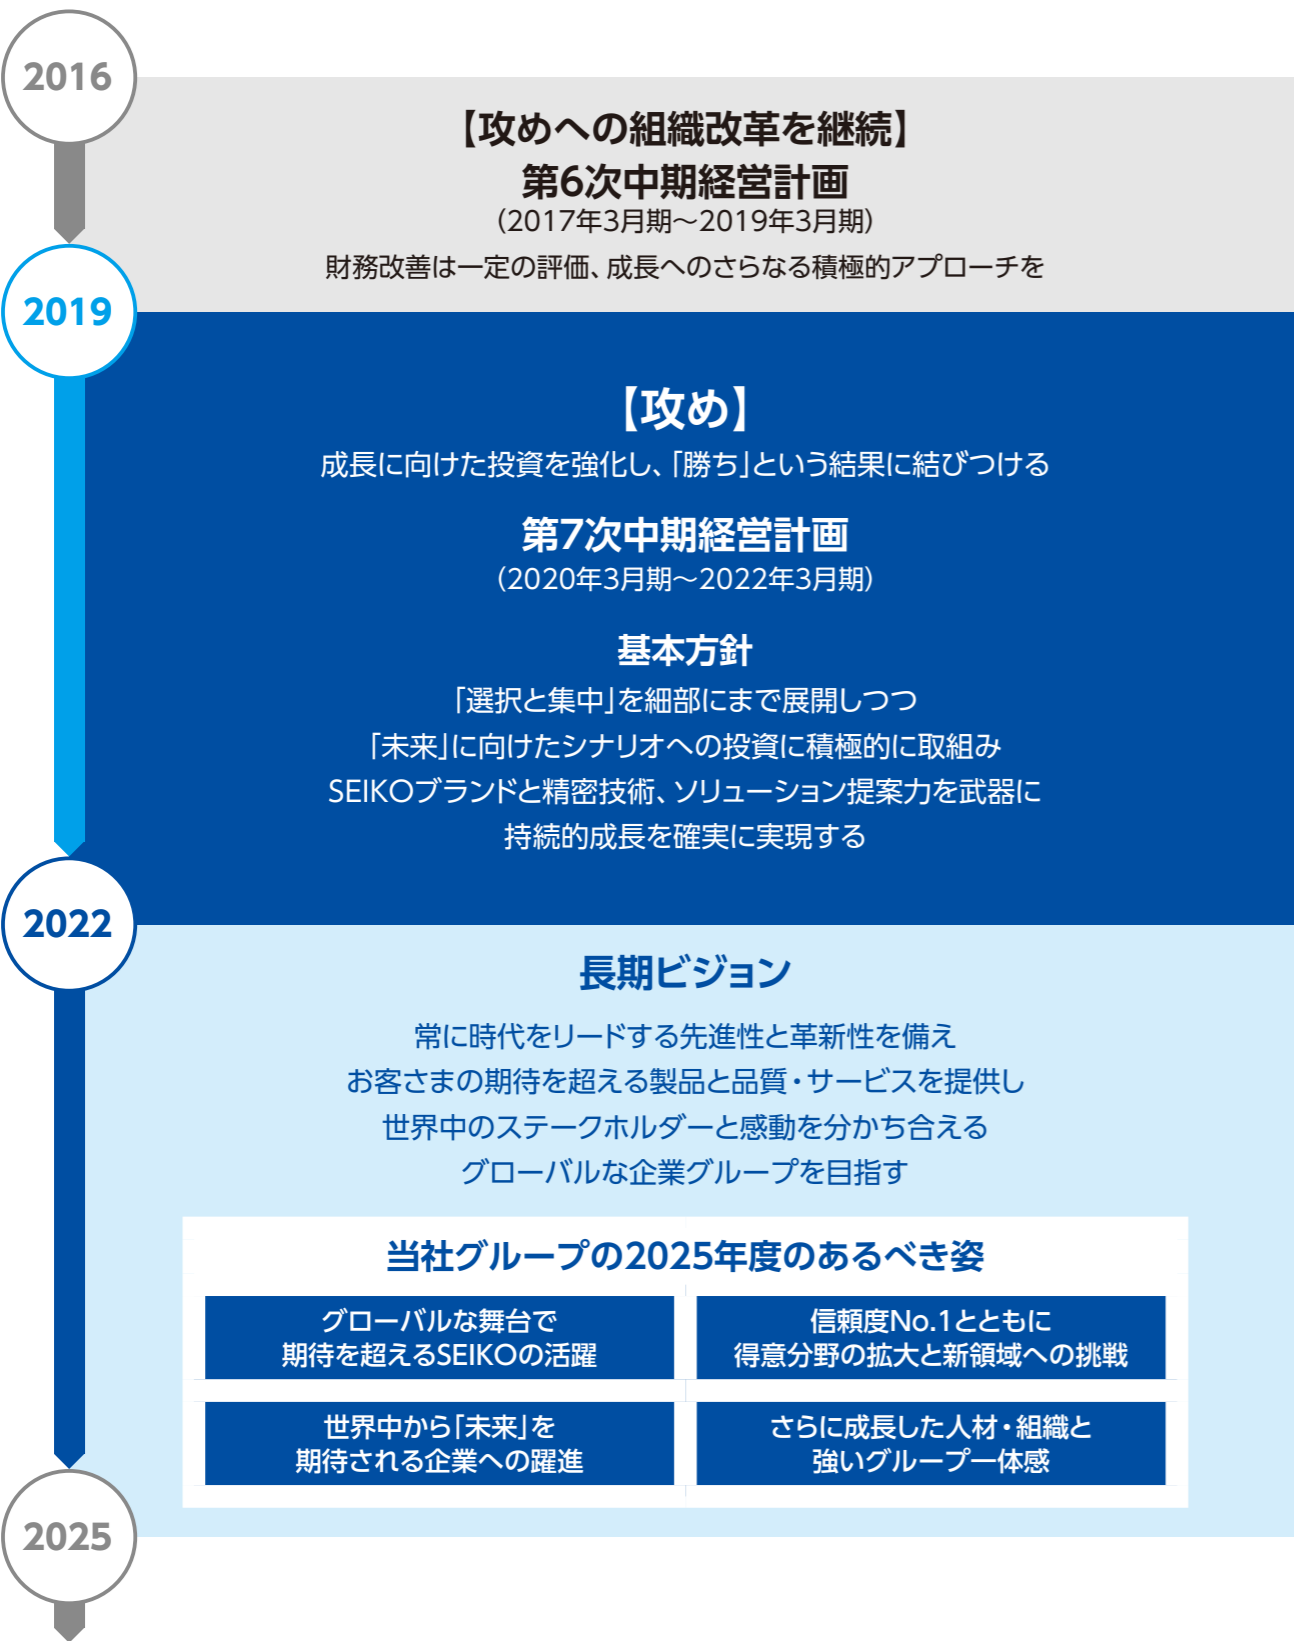 2016
【攻めへの組織改革を継続】
第6次中期経営計画
（2017年3月期～2019年3月期）
財務改善は一定の評価、成長へのさらなる積極的アプローチを
2019
【攻め】
成長に向けた投資を強化し、「勝ち」という結果に結びつける
第7次中期経営計画
（2020年3月期～2022年3月期）
基本方針
「選択と集中」を細部にまで展開しつつ
「未来」に向けたシナリオへの投資に積極的に取組み
SEIKOブランドと精密技術、ソリューション提案力を武器に
持続的成長を確実に実現する
2022
長期ビジョン
常に時代をリードする先進性と革新性を備え
お客さまの期待を超える製品と品質・サービスを提供し
世界中のステークホルダーと感動を分かち合える
グローバルな企業グループを目指す
当社グループの2025年度のあるべき姿
グローバルな舞台で
期待を超えるSEIKOの活躍
信頼度No.1とともに
得意分野の拡大と新領域への挑戦
世界中から「未来」を
期待される企業への躍進
さらに成長した人材・組織と
強いグループ一体感
2025